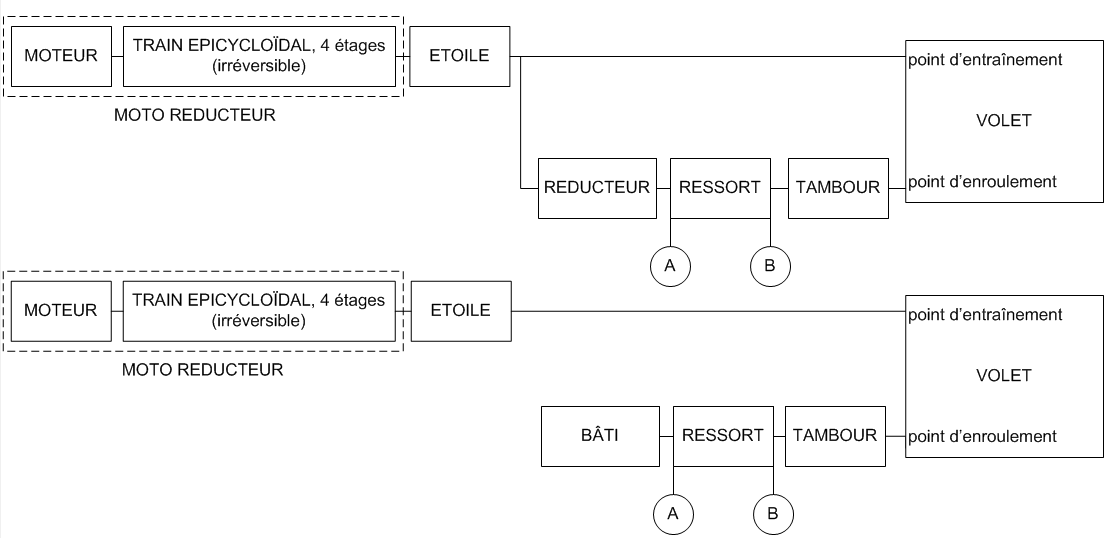 MOTEUR
TRAIN EPICYCLOÏDAL, 4 étages
(irréversible)
ETOILE
point d'entraînement
MOTO REDUCTEUR
VOLET
REDUCTEUR
RESSORT
TAMBOUR
point d'enroulement
A
B
MOTEUR
TRAIN EPICYCLOÏDAL, 4 étages
(irréversible)
ETOILE
point d'entraînement
MOTO REDUCTEUR
VOLET
BÂTI
RESSORT
TAMBOUR
point d'enroulement
A
B